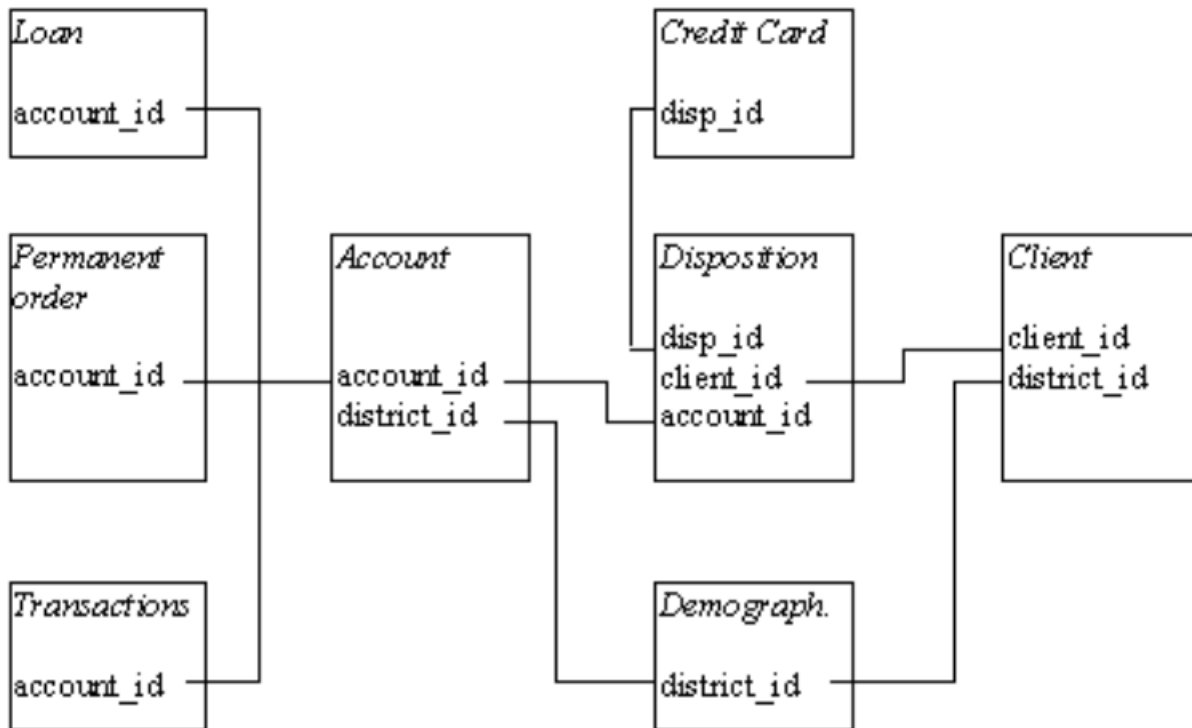 Loan
account_id
Credit Card
disp_id
Permanent
order
account_id
Account
account_id
district_id
Disposition
disp_id
client_id
account_id
Client
client_id
district_id
Transactions
account_id
Demograph.
district_id